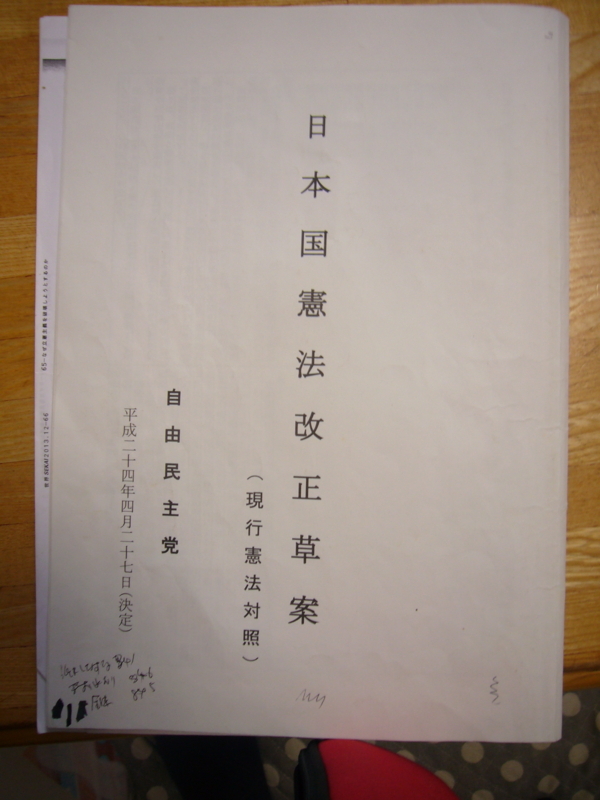 日本国憲法改正草案
(現行憲法対照)
自由民主党
平成二十四年四月二十七日(決定)